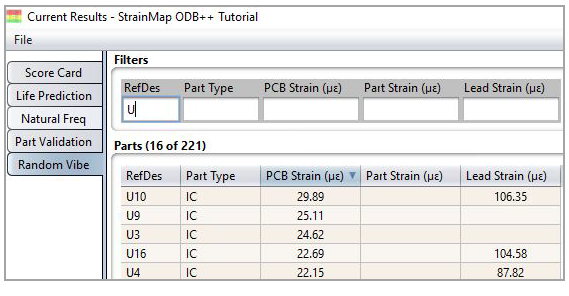 Current Results - StrainMap ODB++ Tutorial
File
Score Card
Life Prediction
Natural Freq
Part Validation
Random Vibe
Filters
RefDes Part Type PCB Strain (µε) Part Strain (µε) Lead Strain (µε)
U
Parts (16 of 221)
RefDes Part Type PCB Strain (µε) ▼ Part Strain (µε) Lead Strain (µε)
U10 IC 29.89 106.35
U9 IC 25.11
U3 IC 24.62
U16 IC 22.69 104.58
U4 IC 22.15 87.82